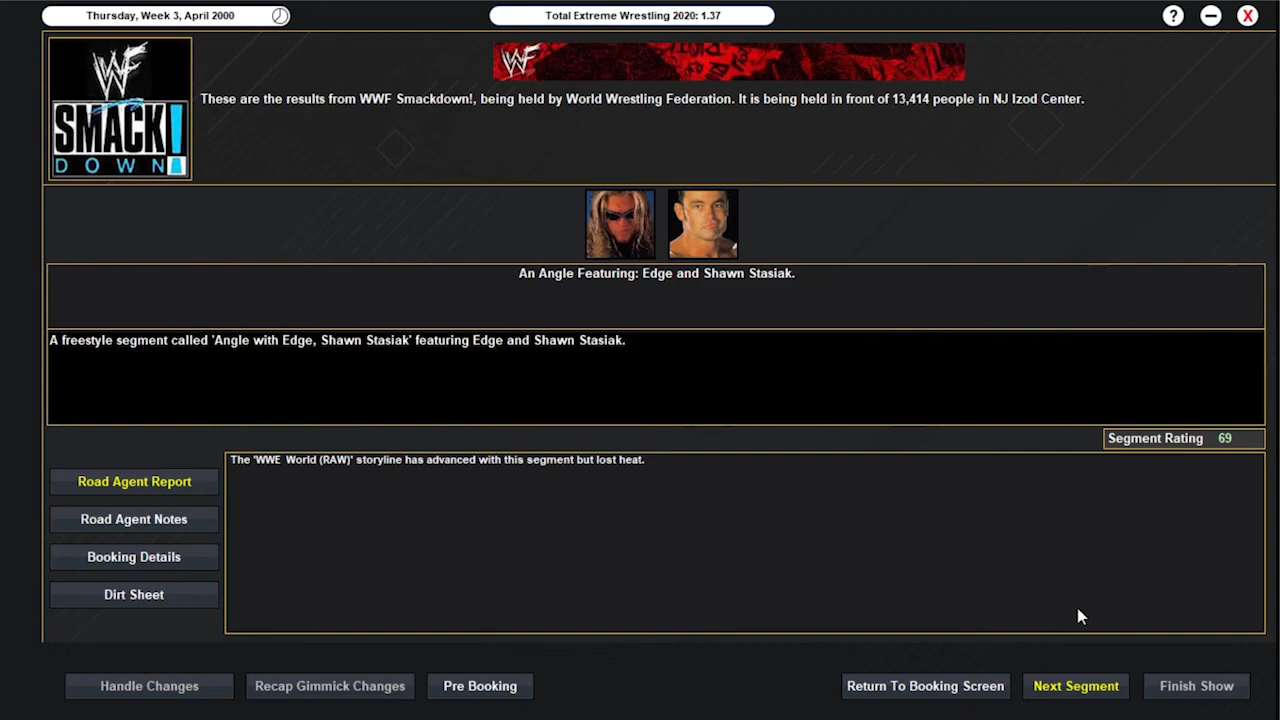 Thursday, Week 3, April 2000
Total Extreme Wrestling 2020: 1.37
?
X
WF
SMACK!
DOWN
WF
These are the results from WWF Smackdown!, being held by World Wrestling Federation. It is being held in front of 13,414 people in NJ Izod Center.
An Angle Featuring: Edge and Shawn Stasiak.
A freestyle segment called 'Angle with Edge, Shawn Stasiak' featuring Edge and Shawn Stasiak.
Segment Rating 69
The 'WWE World (RAW)' storyline has advanced with this segment but lost heat.
Road Agent Report
Road Agent Notes
Booking Details
Dirt Sheet
Handle Changes
Recap Gimmick Changes
Pre Booking
Return To Booking Screen
Next Segment
Finish Show